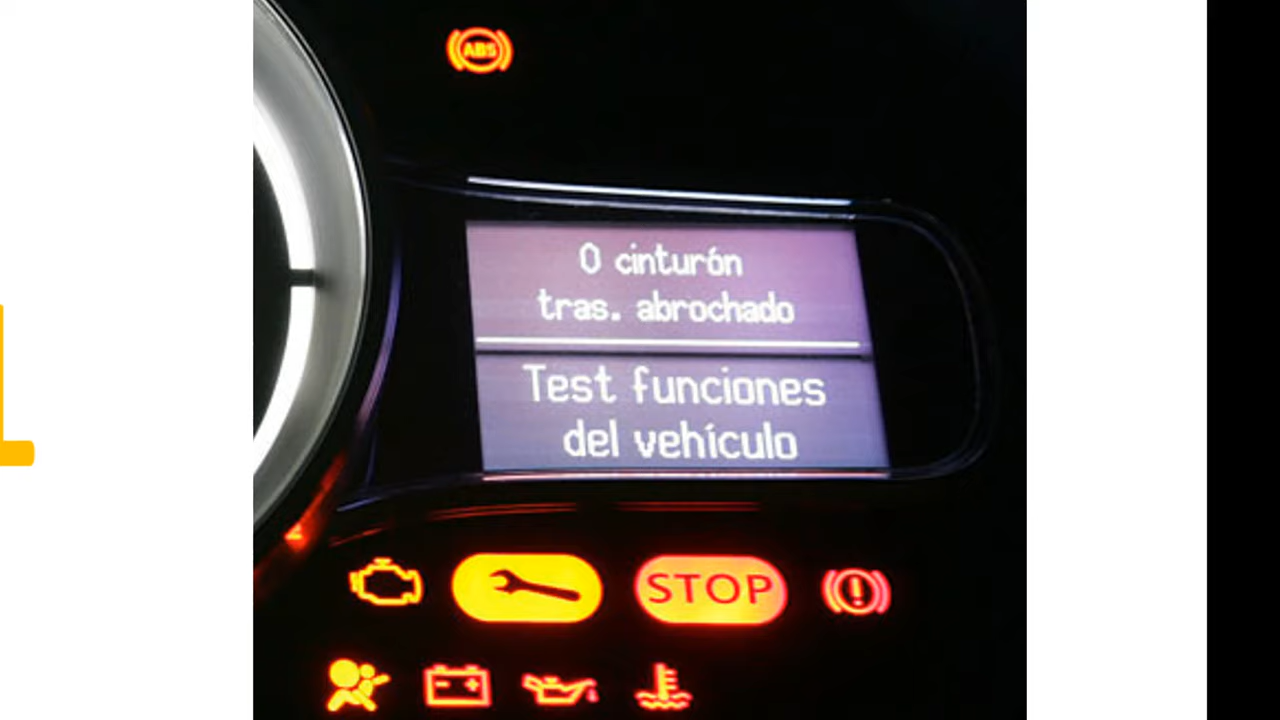 ABS
0 cinturón
tras. abrochado
Test funciones
del vehículo
STOP